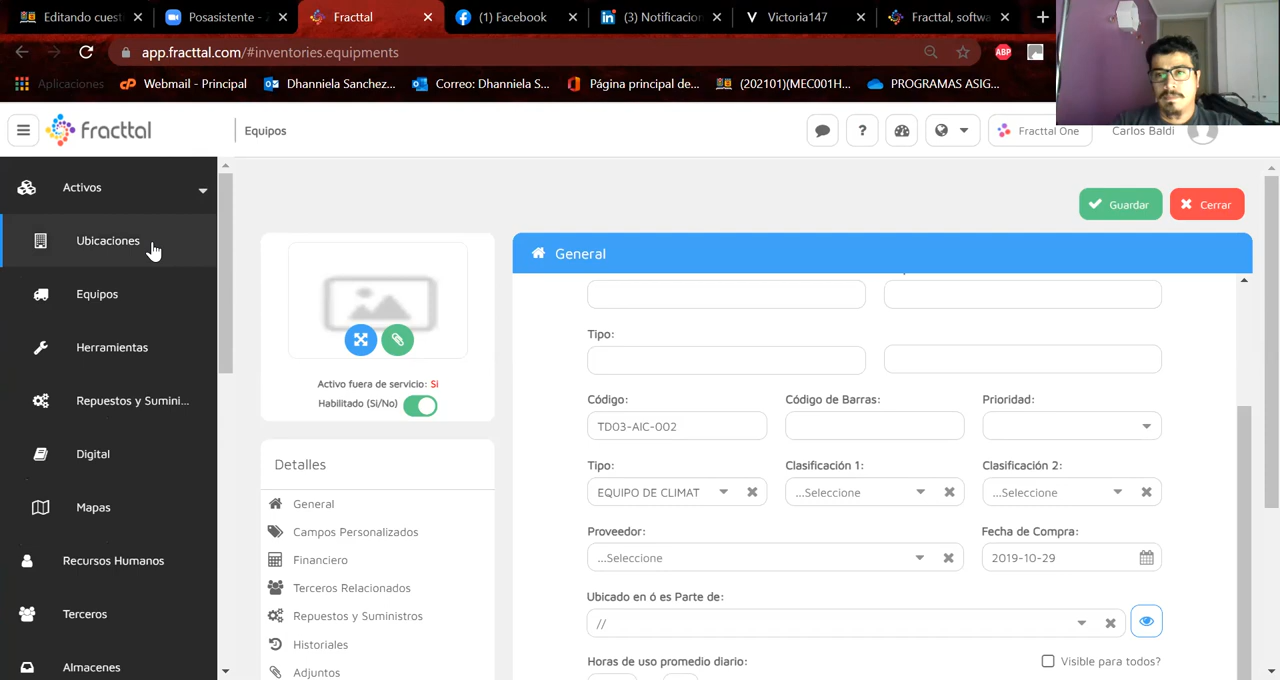 Editando cuest
Posasistente - Z
Fracttal
(1) Facebook
(3) Notificacion
Victoria147
Fracttal, softwa
app.fracttal.com/#inventories.equipments
ABP
Aplicaciones
Webmail - Principal
Dhanniela Sanchez...
Correo: Dhanniela S...
Página principal de...
(202101)(MEC001H...
PROGRAMAS ASIG...
fracttal
Equipos
?
Fracttal One
Carlos Baldi
Activos
Ubicaciones
Equipos
Herramientas
Repuestos y Sumini...
Digital
Mapas
Recursos Humanos
Terceros
Almacenes
Guardar
Cerrar
Activo fuera de servicio: Si
Habilitado (Si/No)
Detalles
General
Campos Personalizados
Financiero
Terceros Relacionados
Repuestos y Suministros
Historiales
Adjuntos
General
Tipo:
Código:
Código de Barras:
Prioridad:
TD03-AIC-002
Tipo:
Clasificación 1:
Clasificación 2:
EQUIPO DE CLIMAT
...Seleccione
...Seleccione
Proveedor:
Fecha de Compra:
...Seleccione
2019-10-29
Ubicado en ó es Parte de:
//
Horas de uso promedio diario:
Visible para todos?